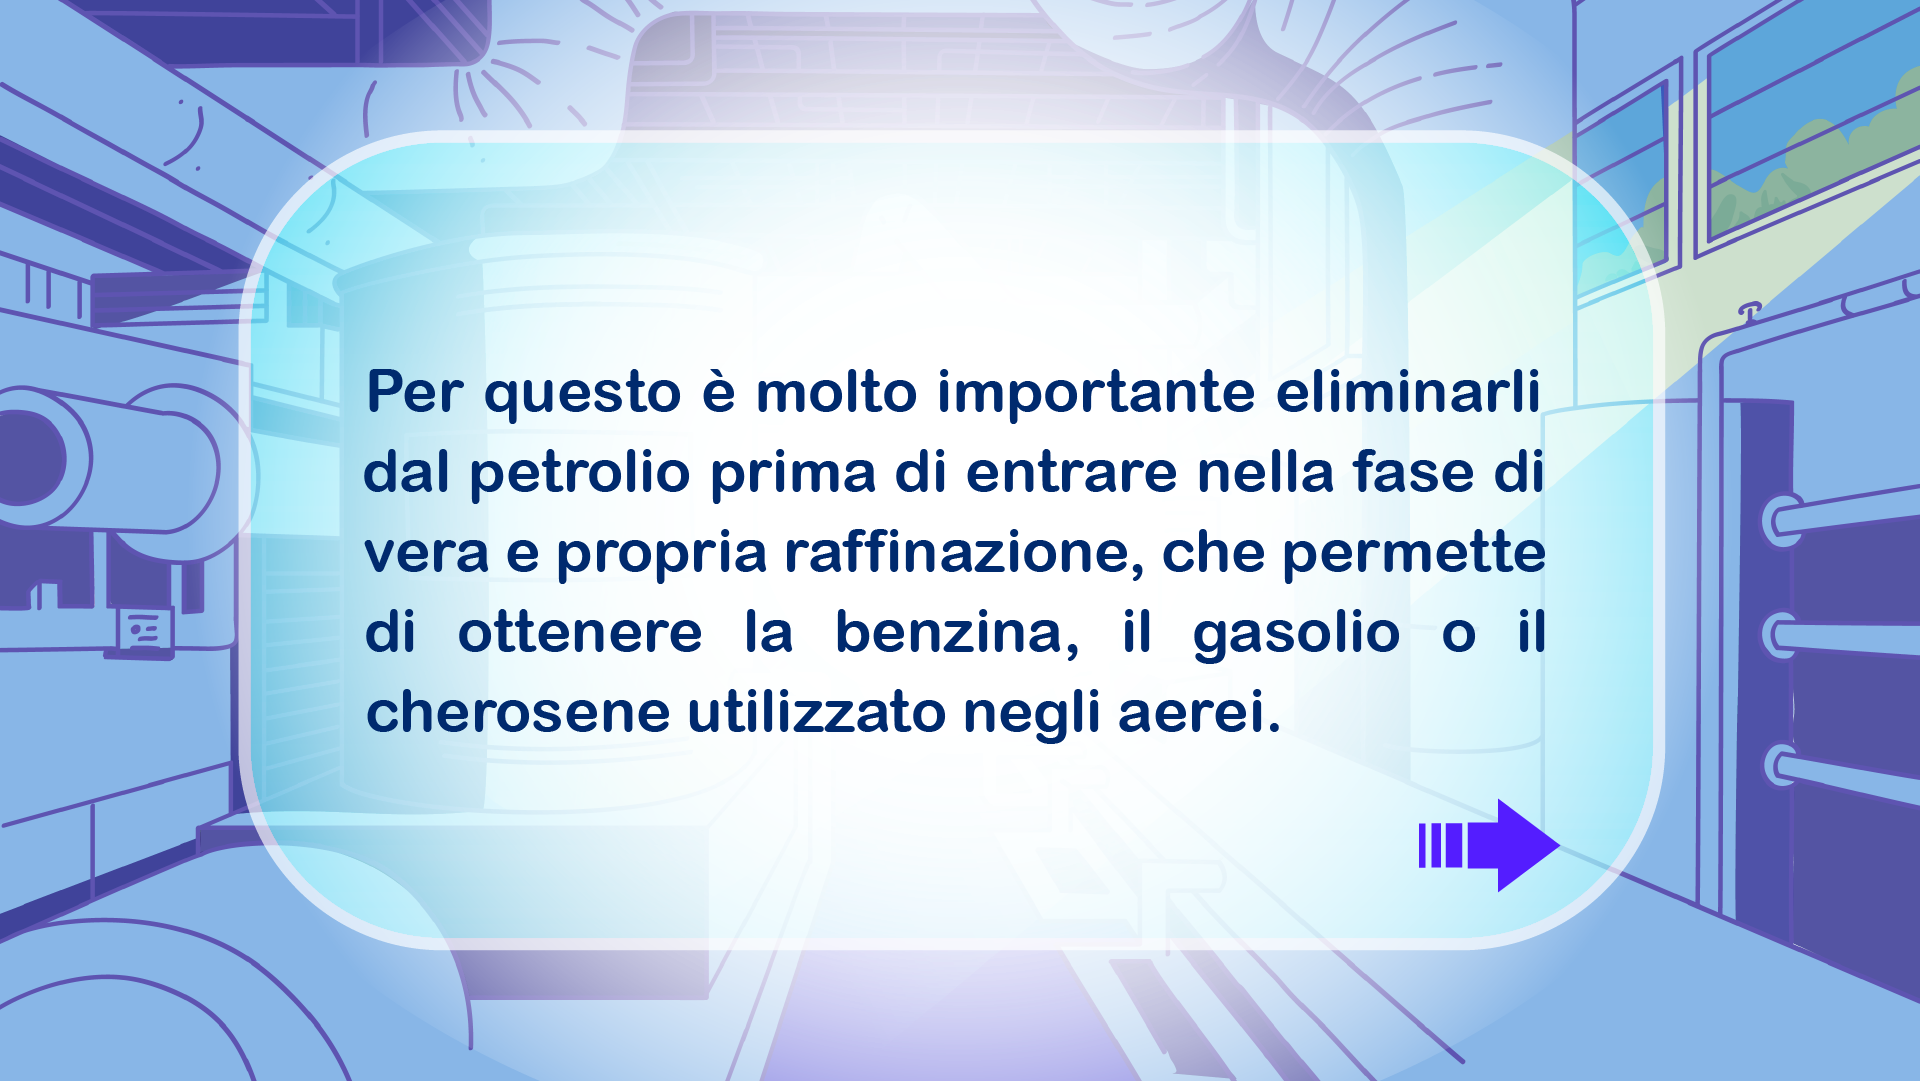 Per questo è molto importante eliminarli
dal petrolio prima di entrare nella fase di
vera e propria raffinazione, che permette
di ottenere la benzina, il gasolio o il
cherosene utilizzato negli aerei.